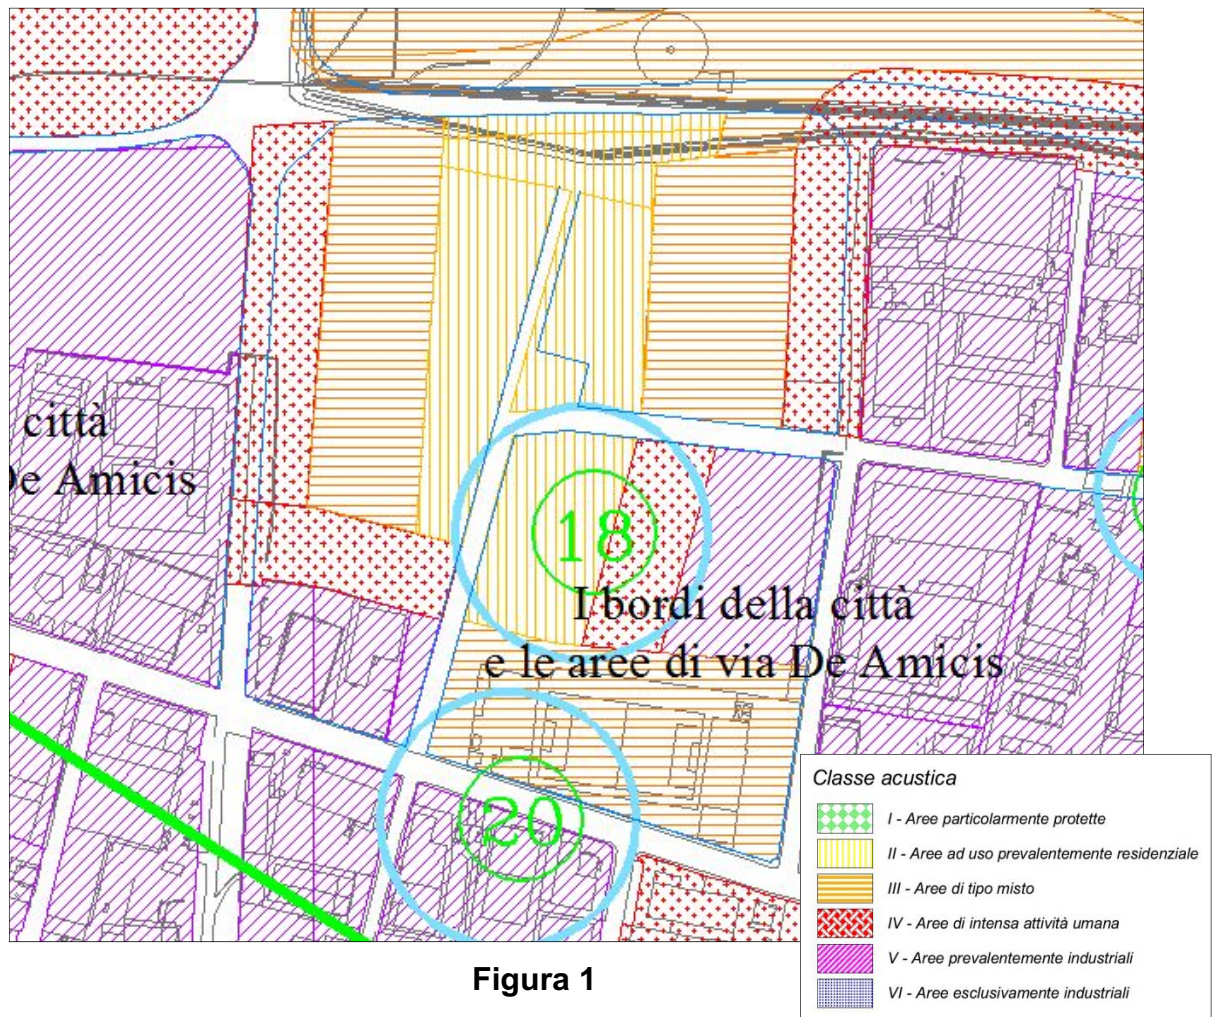 città
De Amicis
18
I bordi della città
e le aree di via De Amicis
20
Classe acustica
I - Aree particolarmente protette
II - Aree ad uso prevalentemente residenziale
III - Aree di tipo misto
IV - Aree di intensa attività umana
V - Aree prevalentemente industriali
VI - Aree esclusivamente industriali
Figura 1